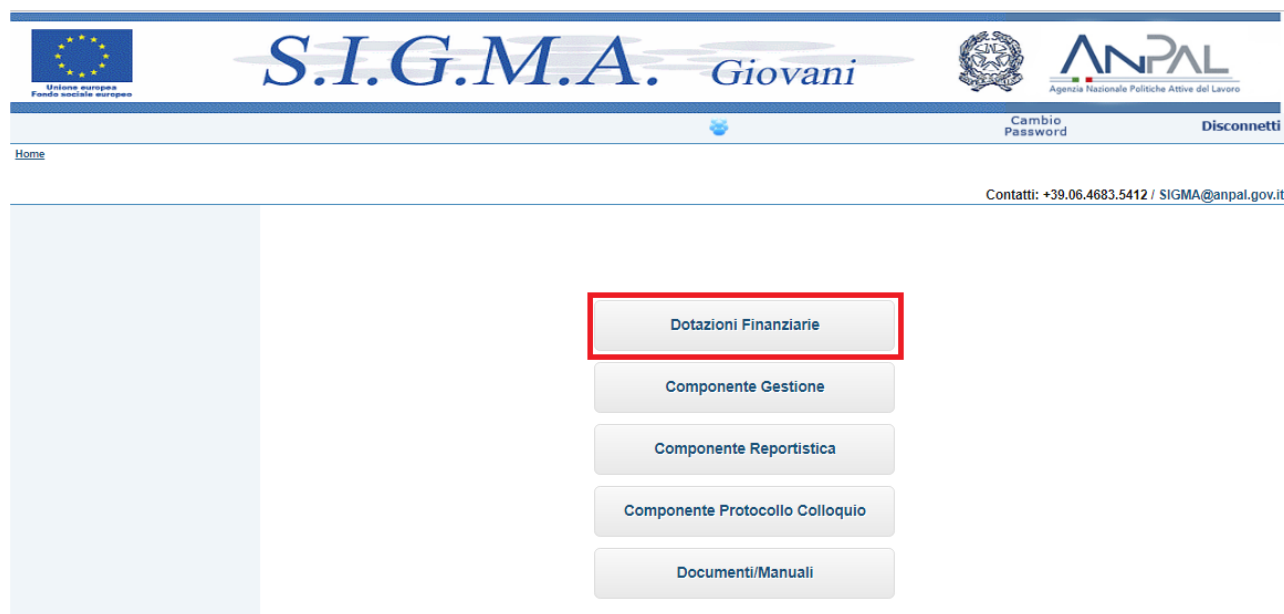 Unione europea
Fondo sociale europeo
S.I.G.M.A. Giovani
ANPAL
Agenzia Nazionale Politiche Attive del Lavoro
Cambio
Password
Disconnetti
Home
Contatti: +39.06.4683.5412 / SIGMA@anpal.gov.it
Dotazioni Finanziarie
Componente Gestione
Componente Reportistica
Componente Protocollo Colloquio
Documenti/Manuali